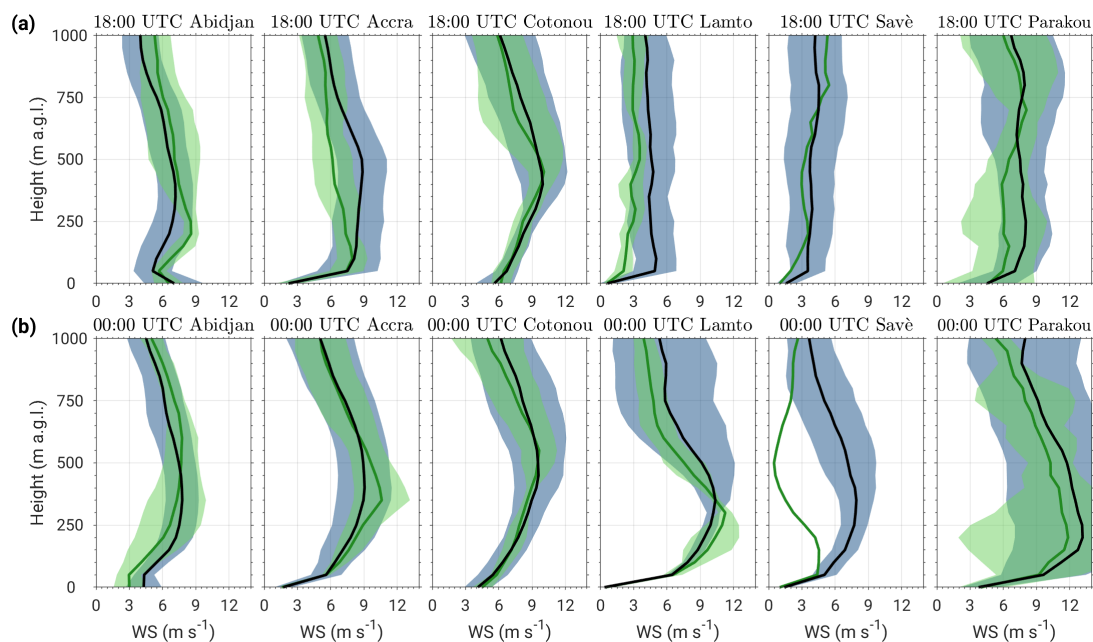 (a)
18:00 UTC Abidjan 18:00 UTC Accra 18:00 UTC Cotonou 18:00 UTC Lamto 18:00 UTC Savè 18:00 UTC Parakou
1000
750
500
250
0
Height (m a.g.l.)
0 3 6 9 12 0 3 6 9 12 0 3 6 9 12 0 3 6 9 12 0 3 6 9 12 0 3 6 9 12
(b)
00:00 UTC Abidjan 00:00 UTC Accra 00:00 UTC Cotonou 00:00 UTC Lamto 00:00 UTC Savè 00:00 UTC Parakou
1000
750
500
250
0
Height (m a.g.l.)
0 3 6 9 12 0 3 6 9 12 0 3 6 9 12 0 3 6 9 12 0 3 6 9 12 0 3 6 9 12
WS (m s⁻¹) WS (m s⁻¹) WS (m s⁻¹) WS (m s⁻¹) WS (m s⁻¹) WS (m s⁻¹)